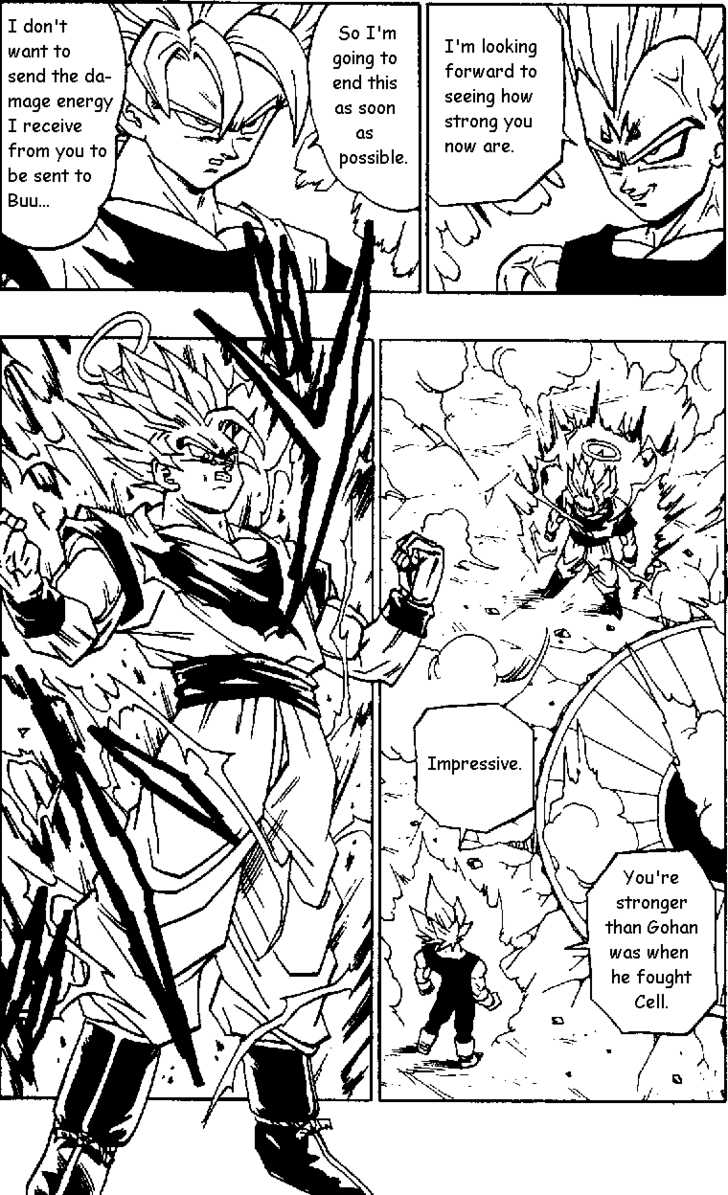 I'm looking
forward to
seeing how
strong you
now are.
So I'm
going to
end this
as soon
as
possible.
I don't
want to
send the da-
mage energy
I receive
from you to
be sent to
Buu...
Impressive.
You're
stronger
than Gohan
was when
he fought
Cell.